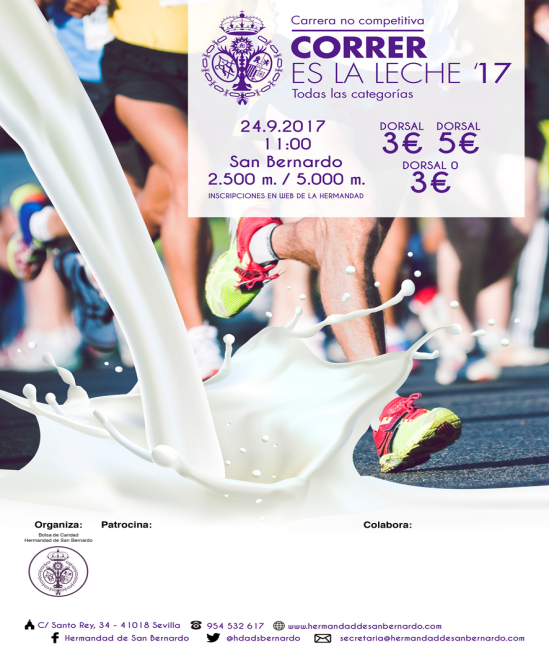 Carrera no competitiva
CORRER
ES LA LECHE '17
Todas las categorías
24.9.2017
11:00
San Bernardo
2.500 m. / 5.000 m.
INSCRIPCIONES EN WEB DE LA HERMANDAD
DORSAL DORSAL
3€ 5€
DORSAL 0
3€
Organiza: Patrocina: Colabora:
Bolsa de Caridad
Hermandad de San Bernardo
C/ Santo Rey, 34 - 41018 Sevilla 954 532 617 www.hermandaddesanbernardo.com
Hermandad de San Bernardo @hdadsbernardo secretaria@hermandaddesanbernardo.com